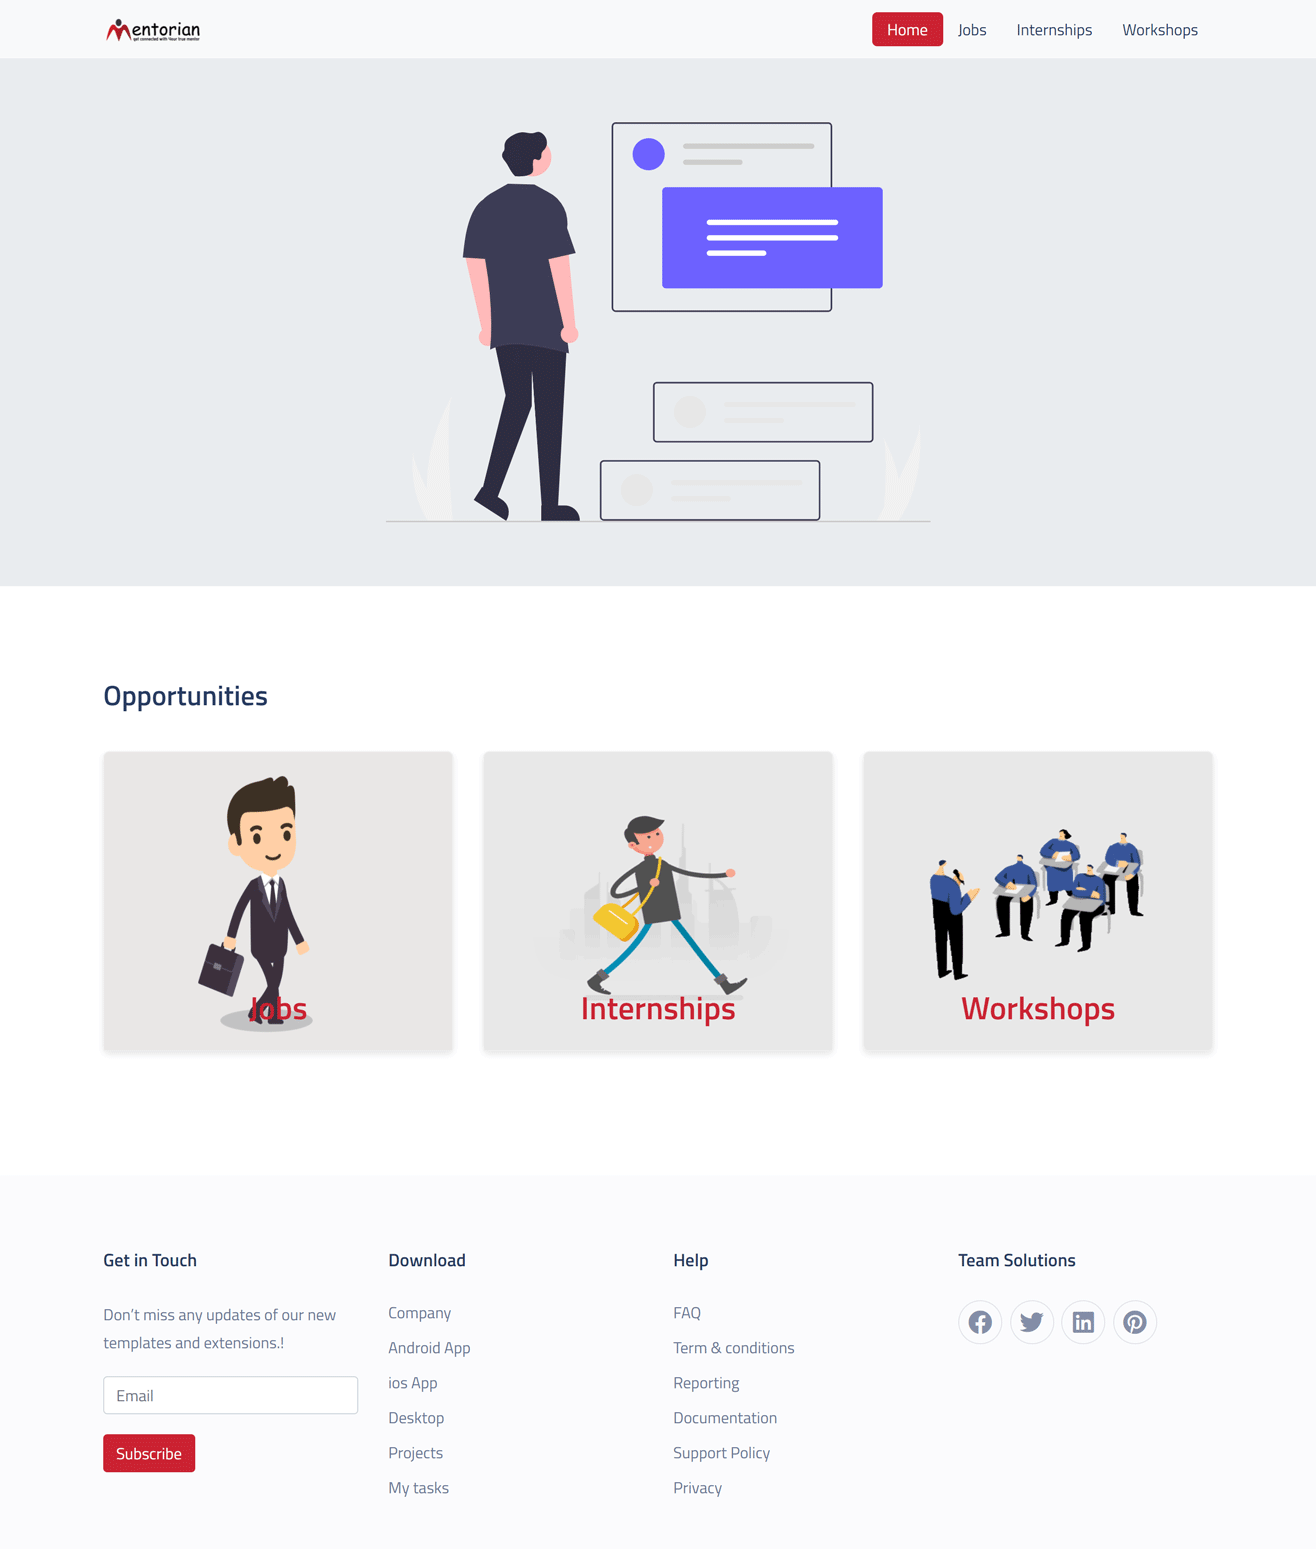 Mentorian
get connected with Your true mentor
Home
Jobs
Internships
Workshops
Opportunities
Jobs
Internships
Workshops
Get in Touch
Don't miss any updates of our new
templates and extensions.!
Email
Subscribe
Download
Company
Android App
ios App
Desktop
Projects
My tasks
Help
FAQ
Term & conditions
Reporting
Documentation
Support Policy
Privacy
Team Solutions